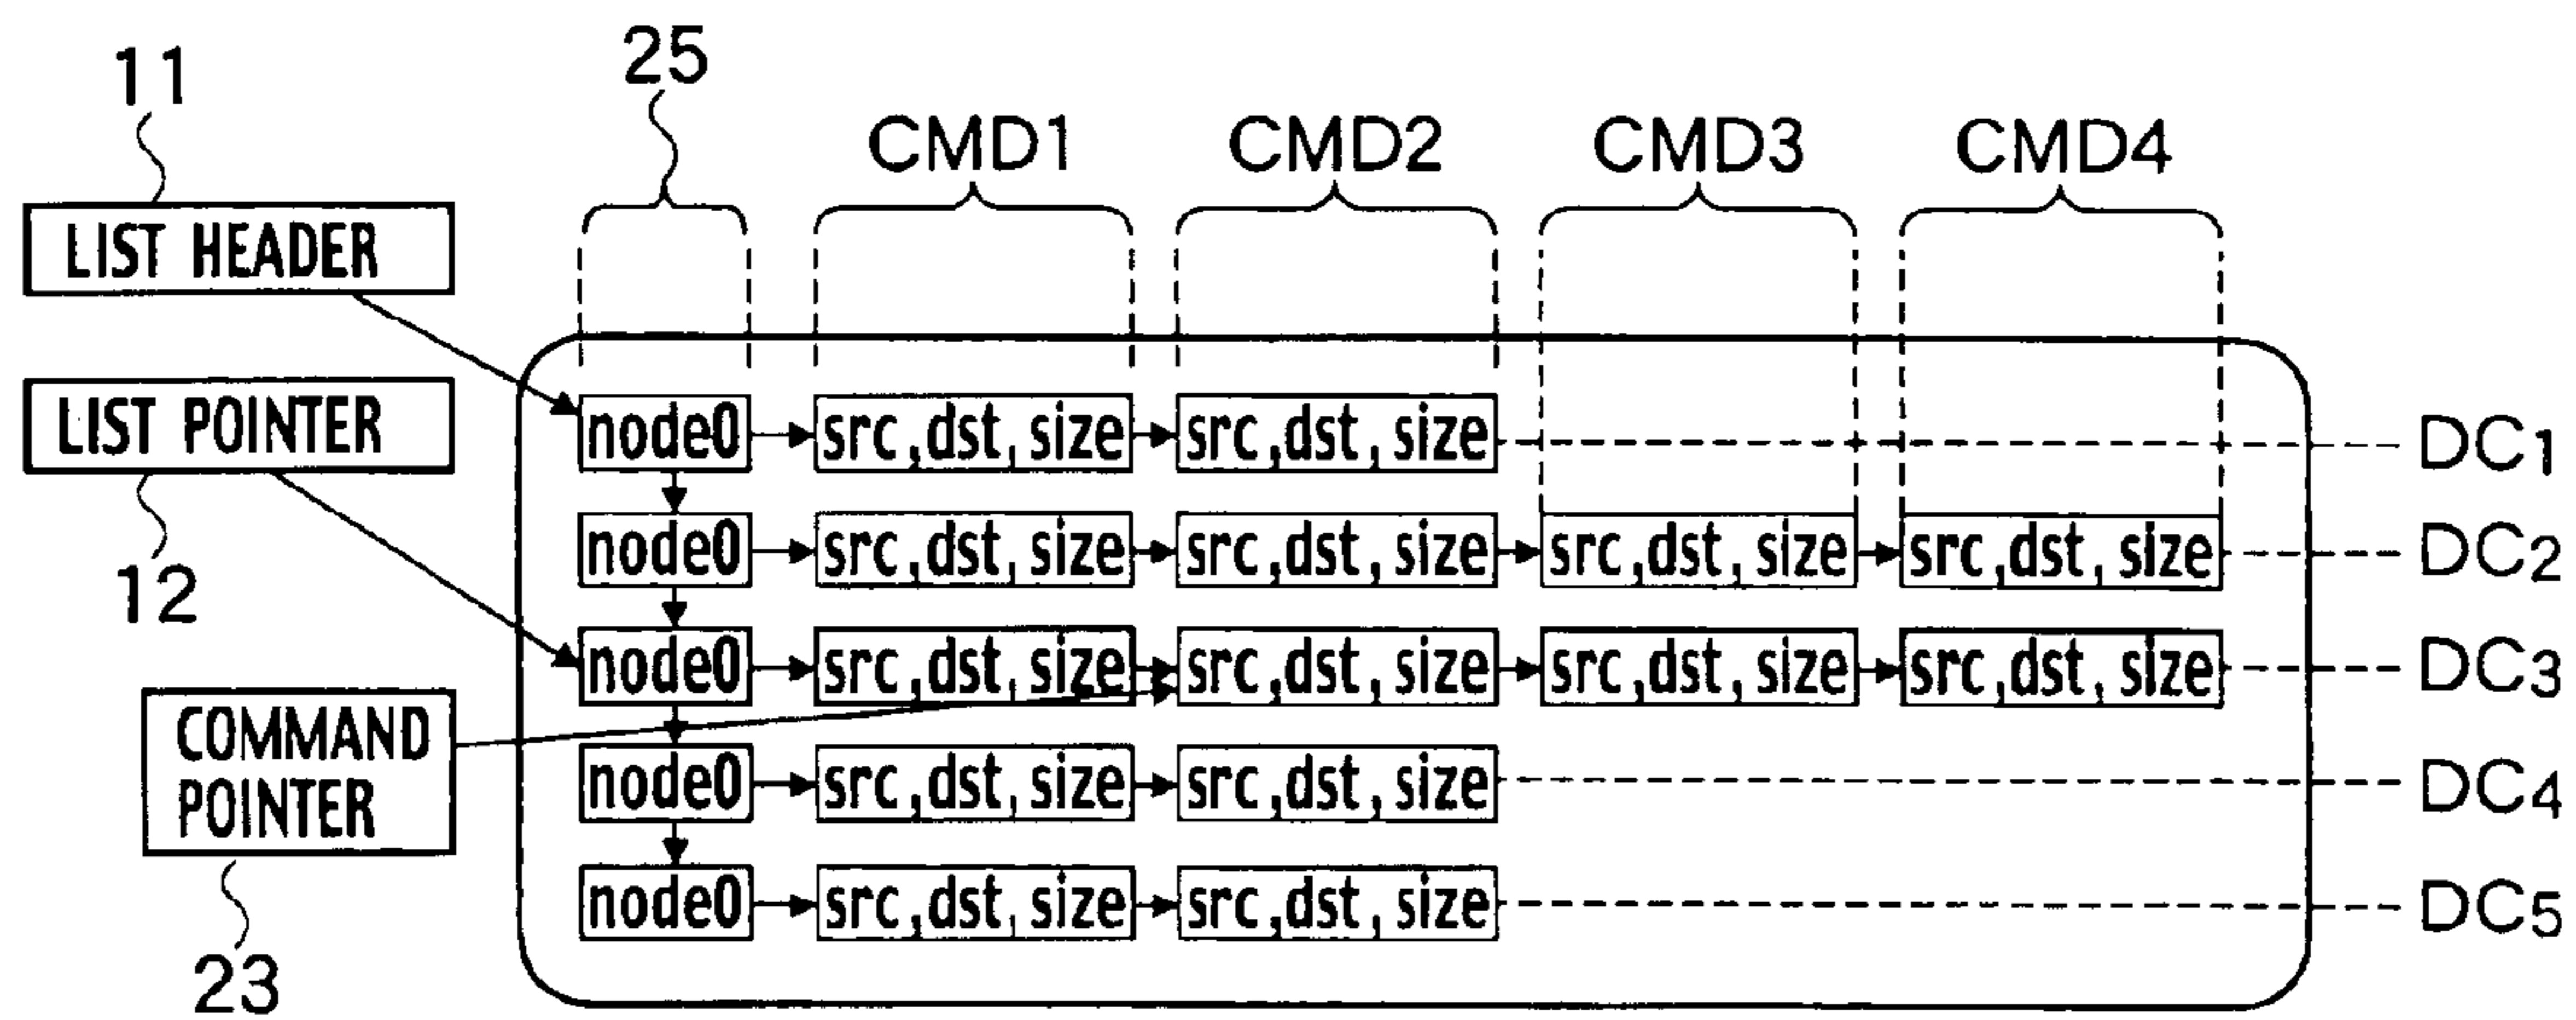 11
25
CMD1 CMD2 CMD3 CMD4
LIST HEADER
LIST POINTER
12
COMMAND
POINTER
23
node0 src,dst,size src,dst,size DC1
node0 src,dst,size src,dst,size src,dst,size src,dst,size DC2
node0 src,dst,size src,dst,size src,dst,size src,dst,size DC3
node0 src,dst,size src,dst,size DC4
node0 src,dst,size src,dst,size DC5